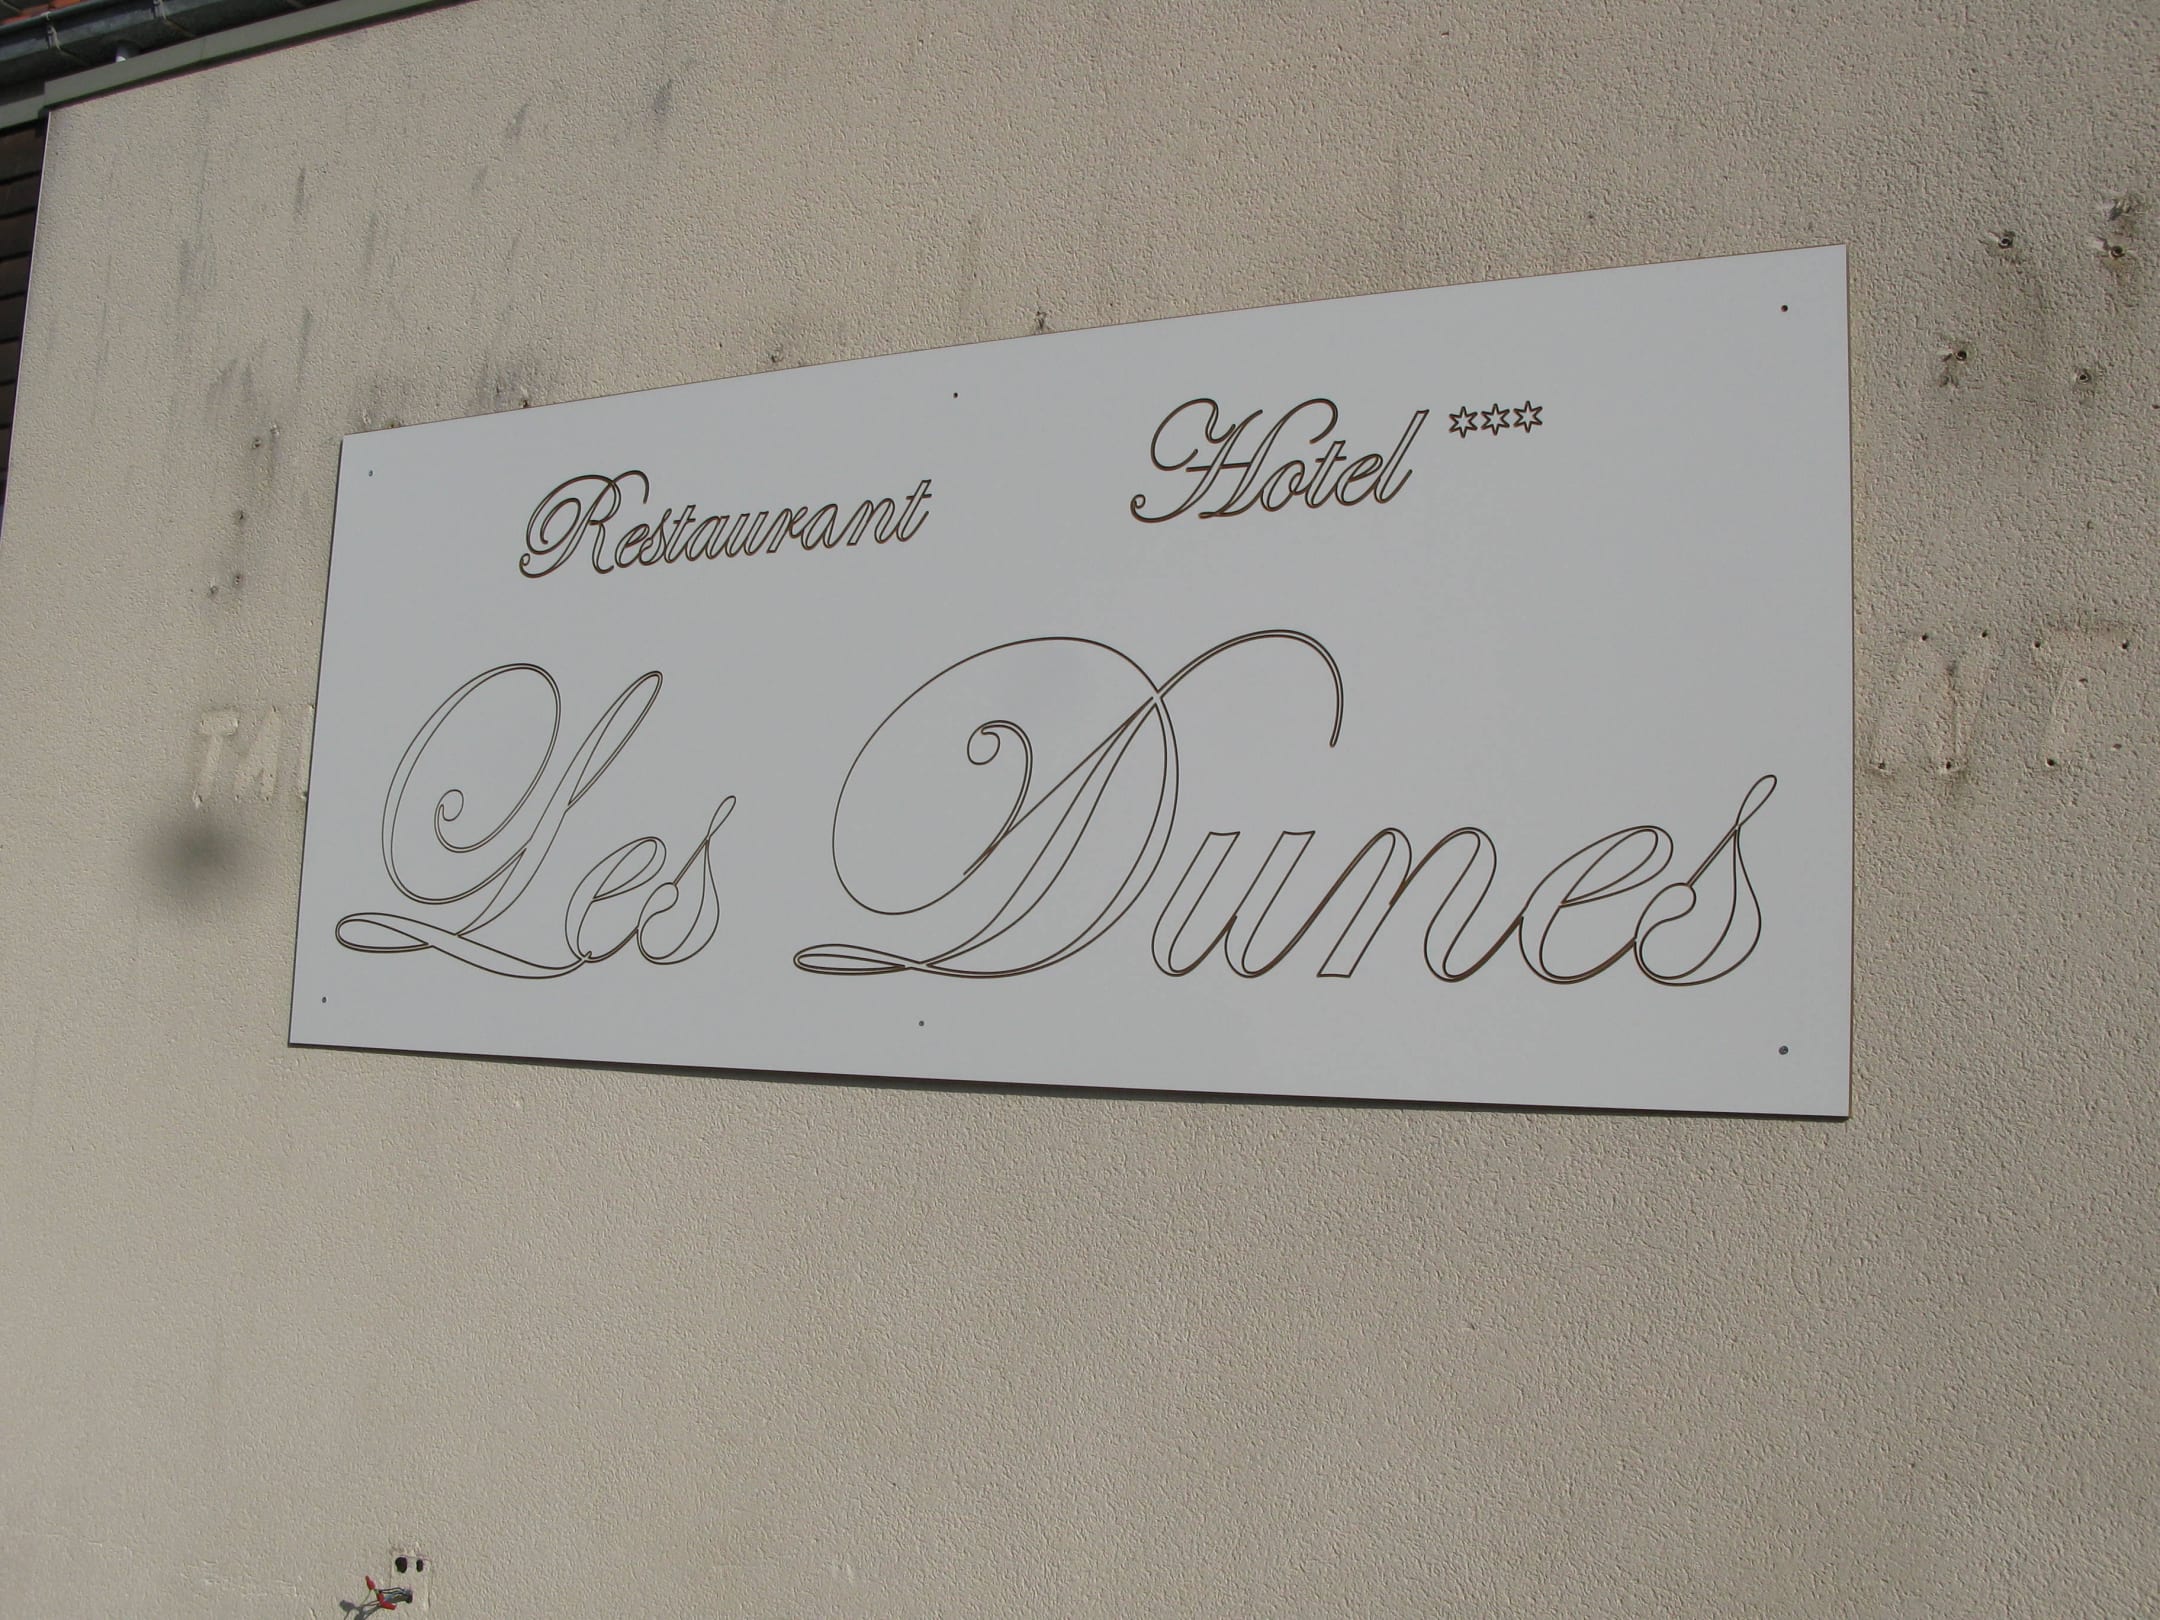 Restaurant Hotel ***
Les Dunes